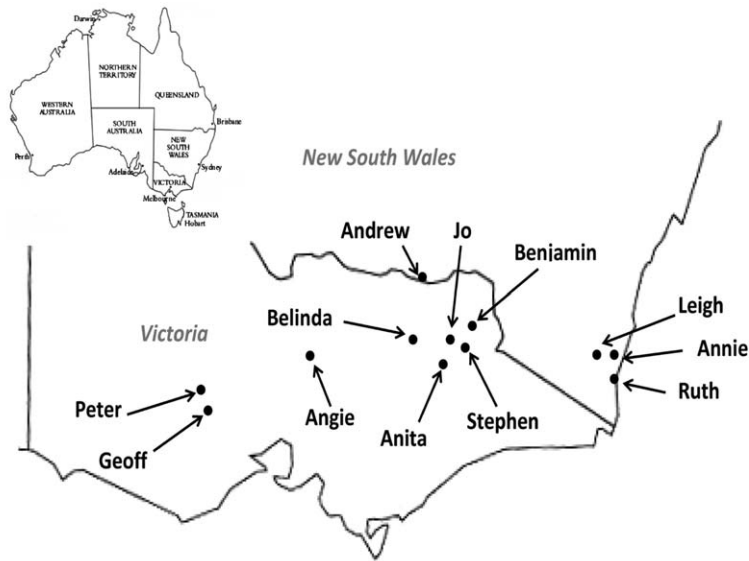 Darwin
NORTHERN
TERRITORY
QUEENSLAND
WESTERN
AUSTRALIA
SOUTH
AUSTRALIA
Brisbane
NEW
SOUTH
WALES
Perth
Sydney
Adelaide
VICTORIA
Melbourne
TASMANIA
Hobart
New South Wales
Andrew
Jo
Benjamin
Leigh
Belinda
Victoria
Annie
Ruth
Peter
Angie
Stephen
Anita
Geoff